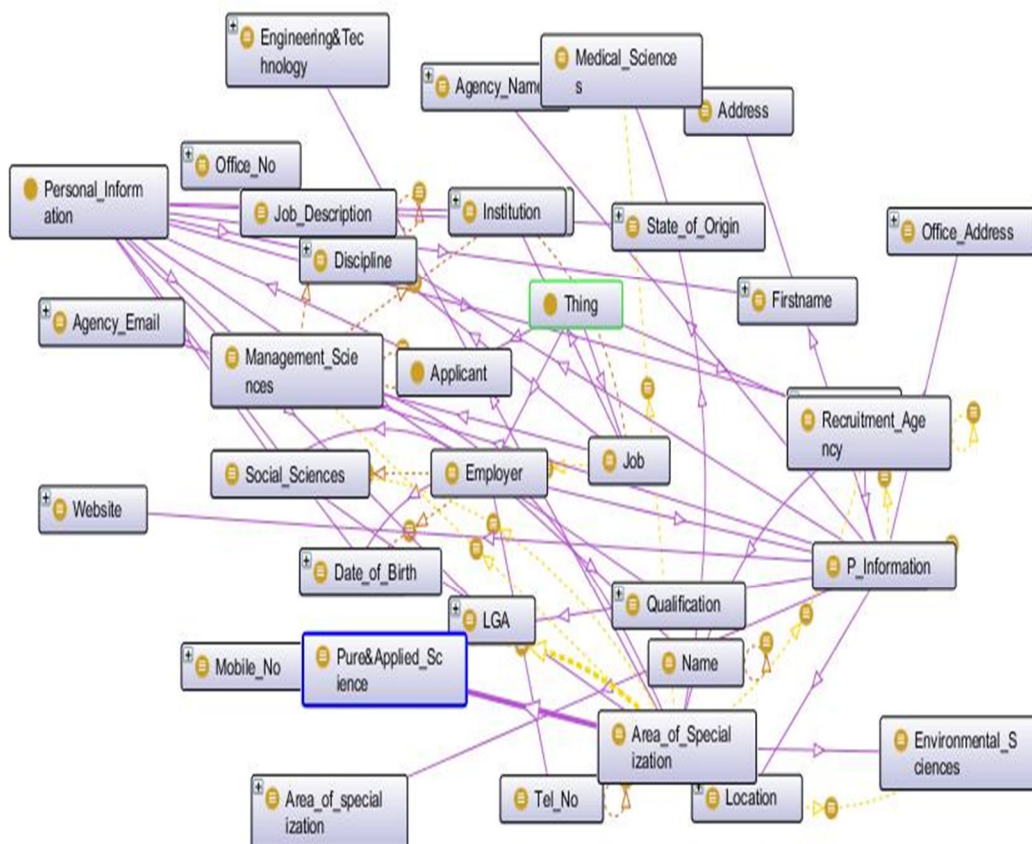 Engineering&Tec
hnology
Agency_Name
Medical_Science
s
Address
Office_No
Personal_Inform
ation
Job_Description
Institution
State_of_Origin
Office_Address
Discipline
Thing
Firstname
Agency_Email
Management_Scie
nces
Applicant
Recruitment_Age
ncy
Social_Sciences
Employer
Job
Website
Date_of_Birth
P_Information
Qualification
LGA
Mobile_No
Pure&Applied_Sc
ience
Name
Area_of_Special
ization
Environmental_S
ciences
Area_of_special
ization
Tel_No
Location